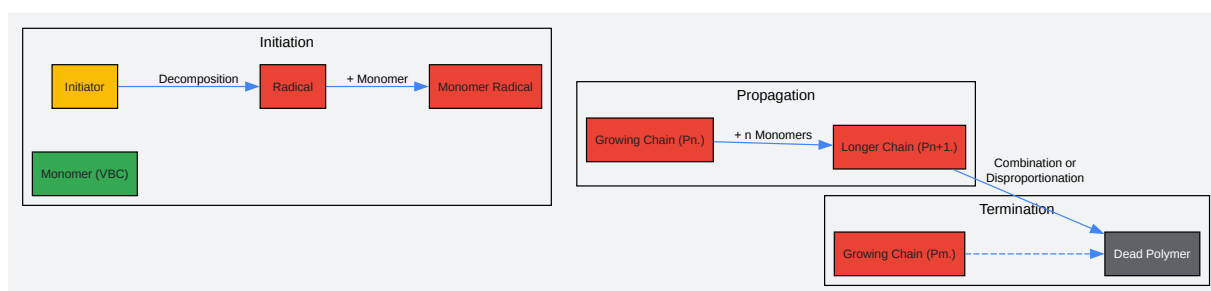 Initiation
Initiator
Decomposition
Radical
+ Monomer
Monomer Radical
Monomer (VBC)
Propagation
Growing Chain (Pn.)
+ n Monomers
Longer Chain (Pn+1.)
Combination or
Disproportionation
Termination
Growing Chain (Pm.)
Dead Polymer